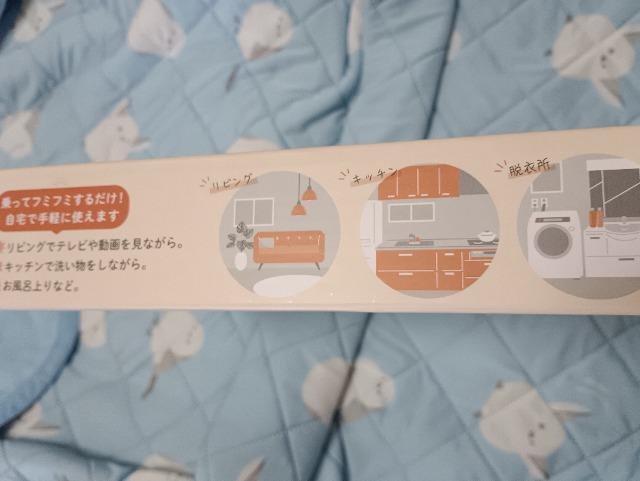 乗ってフミフミするだけ!
自宅で手軽に使えます
リビングでテレビや動画を見ながら。
キッチンで洗い物をしながら。
お風呂上りなど。
リビング
キッチン
脱衣所